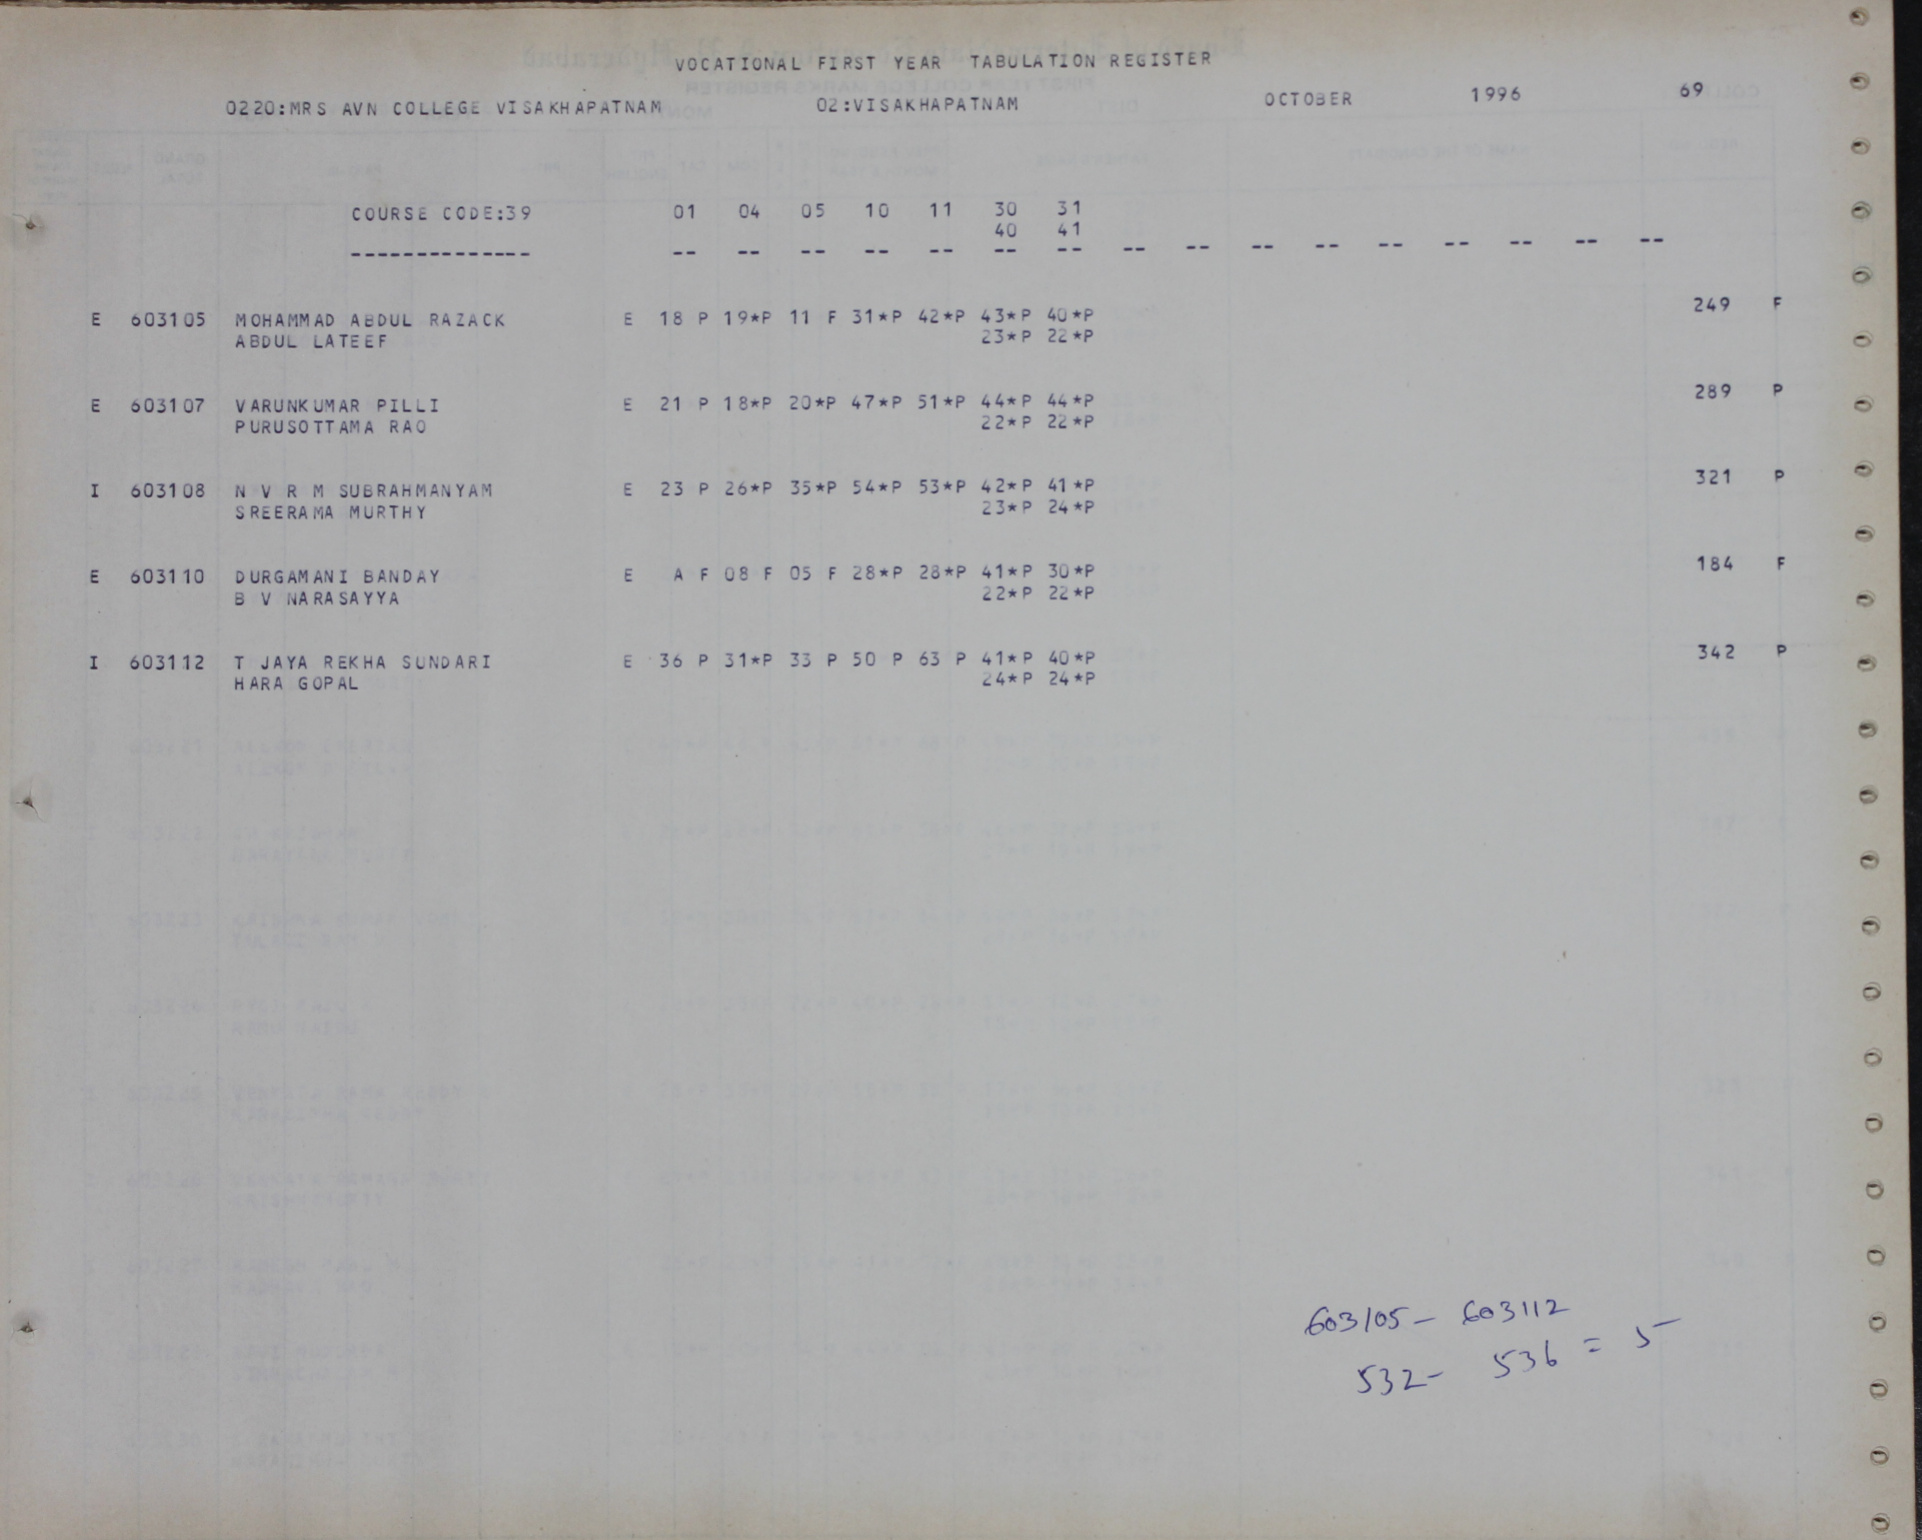 VOCATIONAL FIRST YEAR TABULATION REGISTER
0220:MRS AVN COLLEGE VISAKHAPATNAM 02:VISAKHAPATNAM OCTOBER 1996 69
COURSE CODE:39 01 04 05 10 11 30 31
40 41
-------------- -- -- -- -- -- -- -- -- -- -- -- -- -- -- -- --
E 603105 MOHAMMAD ABDUL RAZACK E 18 P 19*P 11 F 31*P 42*P 43*P 40*P 249 F
ABDUL LATEEF 23*P 22*P
E 603107 VARUNKUMAR PILLI E 21 P 18*P 20*P 47*P 51*P 44*P 44*P 289 P
PURUSOTTAMA RAO 22*P 22*P
I 603108 N V R M SUBRAHMANYAM E 23 P 26*P 35*P 54*P 53*P 42*P 41*P 321 P
SREERAMA MURTHY 23*P 24*P
E 603110 DURGAMANI BANDAY E A F 08 F 05 F 28*P 28*P 41*P 30*P 184 F
B V NARASAYYA 22*P 22*P
I 603112 T JAYA REKHA SUNDARI E 36 P 31*P 33 P 50 P 63 P 41*P 40*P 342 P
HARA GOPAL 24*P 24*P
603105 - 603112
532 - 536 = 5